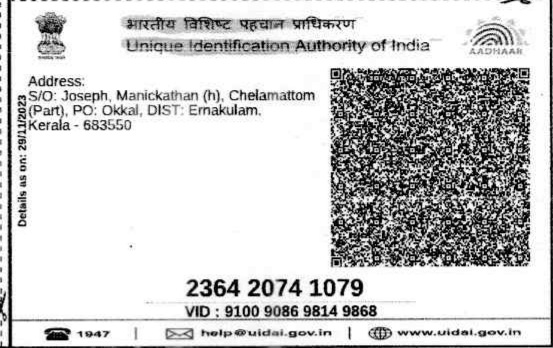 भारतीय विशिष्ट पहचान प्राधिकरण
Unique Identification Authority of India
AADHAAR
Address:
S/O: Joseph, Manickathan (h), Chelamattom
(Part), PO: Okkal, DIST: Ernakulam,
Kerala - 683550
Details as on: 29/11/2023
2364 2074 1079
VID : 9100 9086 9814 9868
1947 | help@uidai.gov.in | www.uidai.gov.in